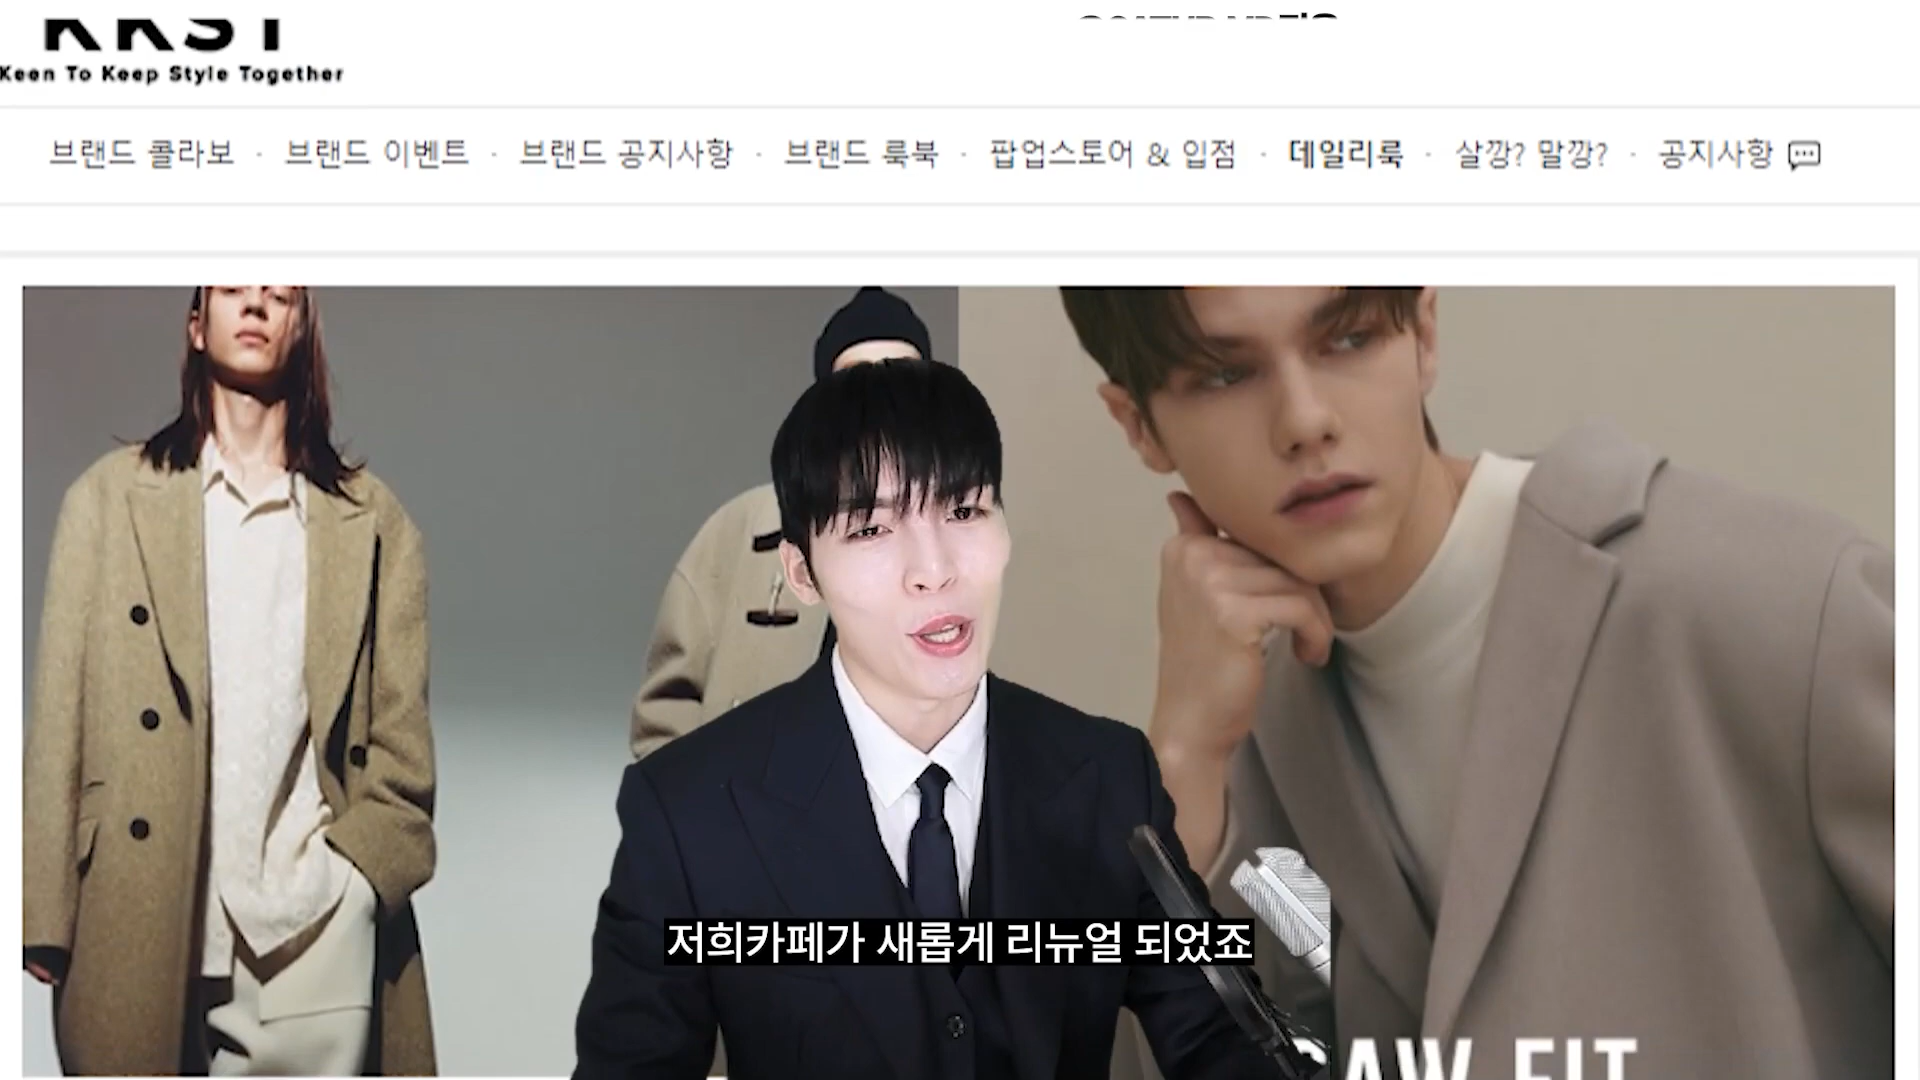 KKST
Keen To Keep Style Together
브랜드 콜라보 · 브랜드 이벤트 · 브랜드 공지사항 · 브랜드 룩북 · 팝업스토어 & 입점 · 데일리룩 · 살깡? 말깡? · 공지사항
저희카페가 새롭게 리뉴얼 되었죠
AW FIT